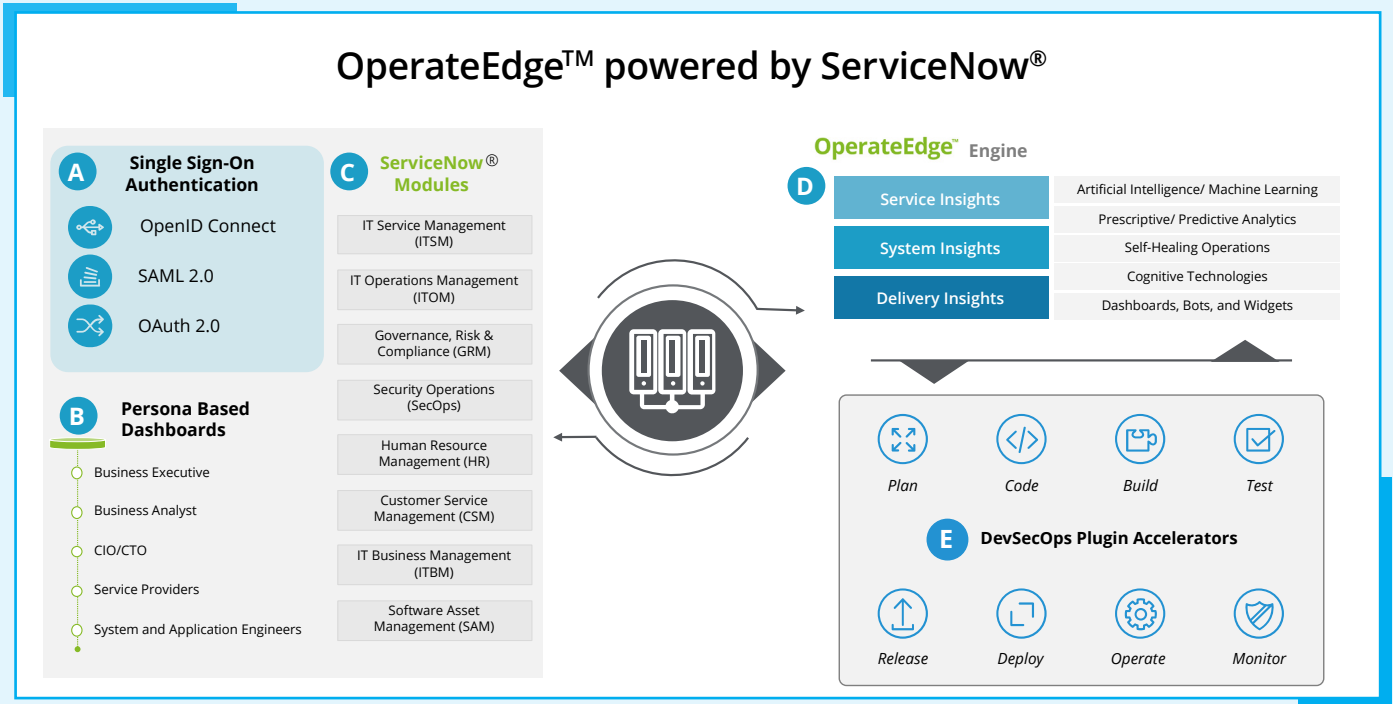 OperateEdge™ powered by ServiceNow®
A
Single Sign-On
Authentication
OpenID Connect
SAML 2.0
OAuth 2.0
B
Persona Based
Dashboards
Business Executive
Business Analyst
CIO/CTO
Service Providers
System and Application Engineers
C
ServiceNow®
Modules
IT Service Management
(ITSM)
IT Operations Management
(ITOM)
Governance, Risk &
Compliance (GRM)
Security Operations
(SecOps)
Human Resource
Management (HR)
Customer Service
Management (CSM)
IT Business Management
(ITBM)
Software Asset
Management (SAM)
OperateEdge™ Engine
D
Service Insights
System Insights
Delivery Insights
Artificial Intelligence/ Machine Learning
Prescriptive/ Predictive Analytics
Self-Healing Operations
Cognitive Technologies
Dashboards, Bots, and Widgets
Plan
Code
Build
Test
E
DevSecOps Plugin Accelerators
Release
Deploy
Operate
Monitor